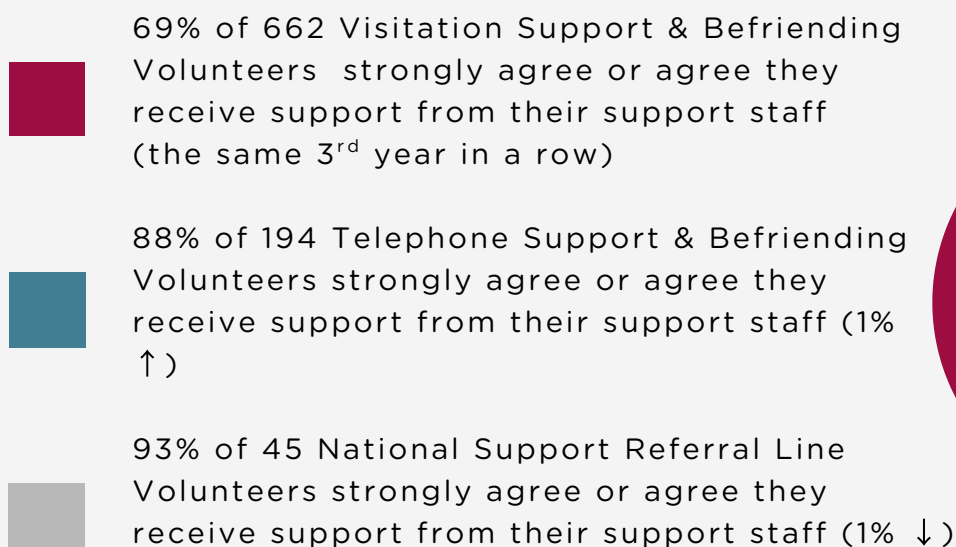 69% of 662 Visitation Support & Befriending
Volunteers strongly agree or agree they
receive support from their support staff
(the same 3rd year in a row)
88% of 194 Telephone Support & Befriending
Volunteers strongly agree or agree they
receive support from their support staff (1%
↑)
93% of 45 National Support Referral Line
Volunteers strongly agree or agree they
receive support from their support staff (1% ↓)